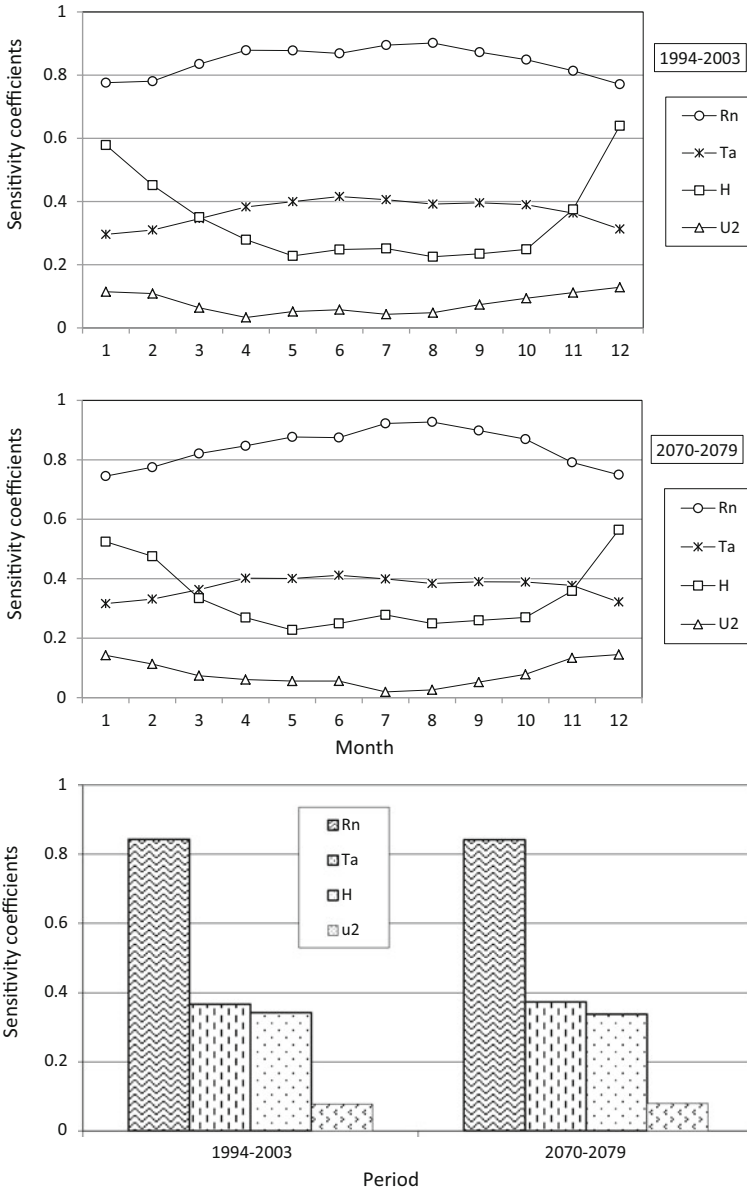 Sensitivity coefficients
1
0.8
0.6
0.4
0.2
0
1 2 3 4 5 6 7 8 9 10 11 12
1994-2003
Rn
Ta
H
U2
Sensitivity coefficients
1
0.8
0.6
0.4
0.2
0
1 2 3 4 5 6 7 8 9 10 11 12
Month
2070-2079
Rn
Ta
H
U2
Sensitivity coefficients
1
0.8
0.6
0.4
0.2
0
Rn
Ta
H
u2
1994-2003 2070-2079
Period